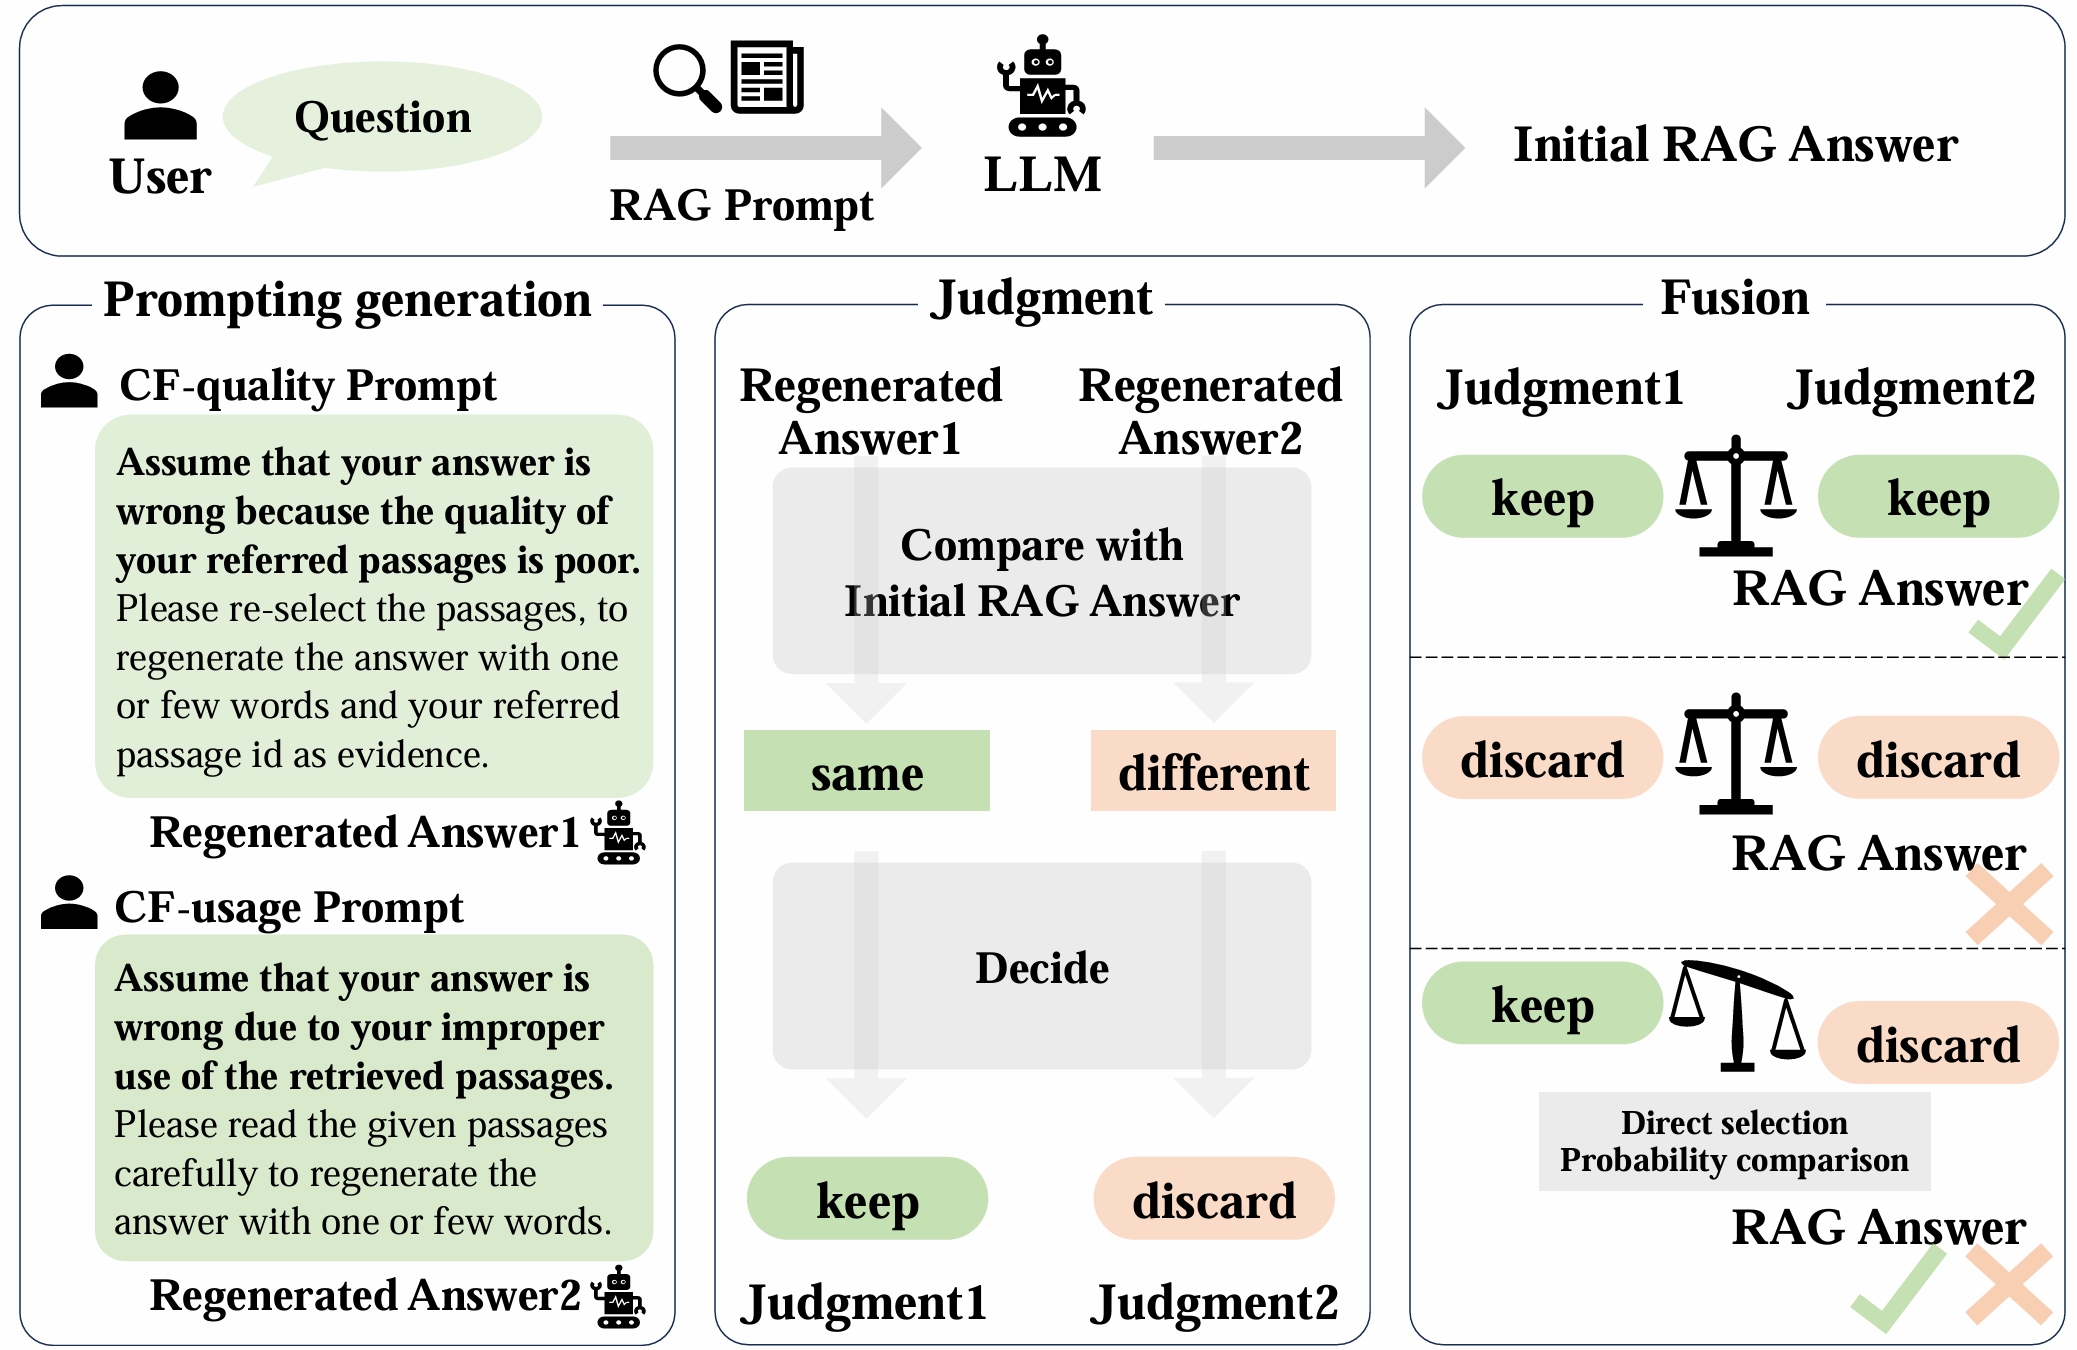 Question
User
RAG Prompt
LLM
Initial RAG Answer
Prompting generation
CF-quality Prompt
Assume that your answer is
wrong because the quality of
your referred passages is poor.
Please re-select the passages, to
regenerate the answer with one
or few words and your referred
passage id as evidence.
Regenerated Answer1
CF-usage Prompt
Assume that your answer is
wrong due to your improper
use of the retrieved passages.
Please read the given passages
carefully to regenerate the
answer with one or few words.
Regenerated Answer2
Judgment
Regenerated
Answer1
Regenerated
Answer2
Compare with
Initial RAG Answer
same
different
Decide
keep
discard
Judgment1
Judgment2
Fusion
Judgment1
Judgment2
keep
keep
RAG Answer
discard
discard
RAG Answer
keep
discard
Direct selection
Probability comparison
RAG Answer